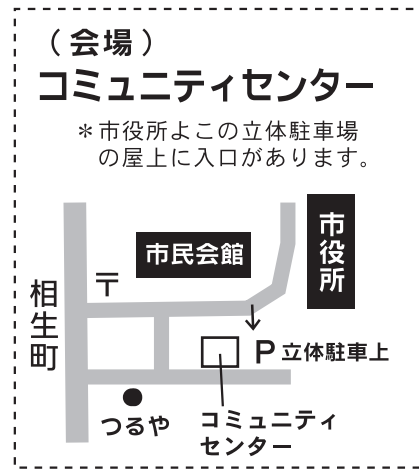 （会場）
コミュニティセンター
＊市役所よこの立体駐車場
の屋上に入口があります。
市役所
市民会館
〒
相生町
P 立体駐車上
つるや
コミュニティ
センター